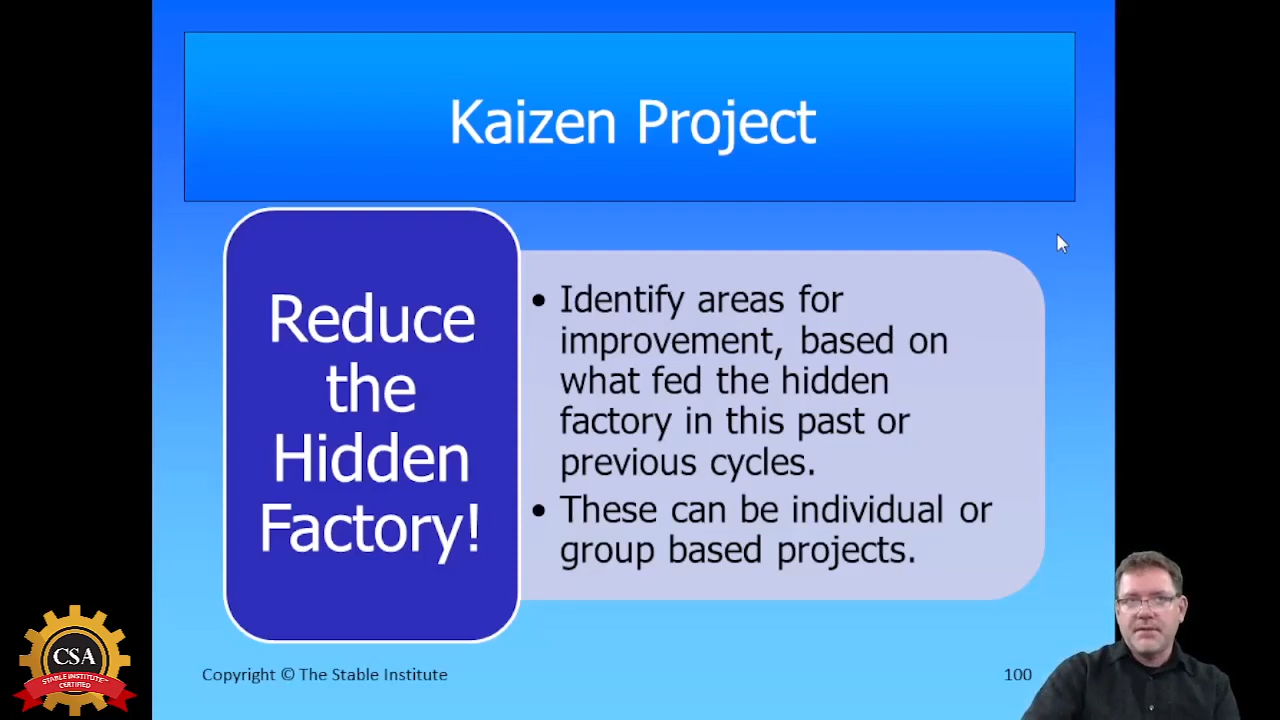 Kaizen Project
Reduce
the
Hidden
Factory!
• Identify areas for
improvement, based on
what fed the hidden
factory in this past or
previous cycles.
• These can be individual or
group based projects.
CSA
STABLE INSTITUTE™
CERTIFIED
Copyright © The Stable Institute
100